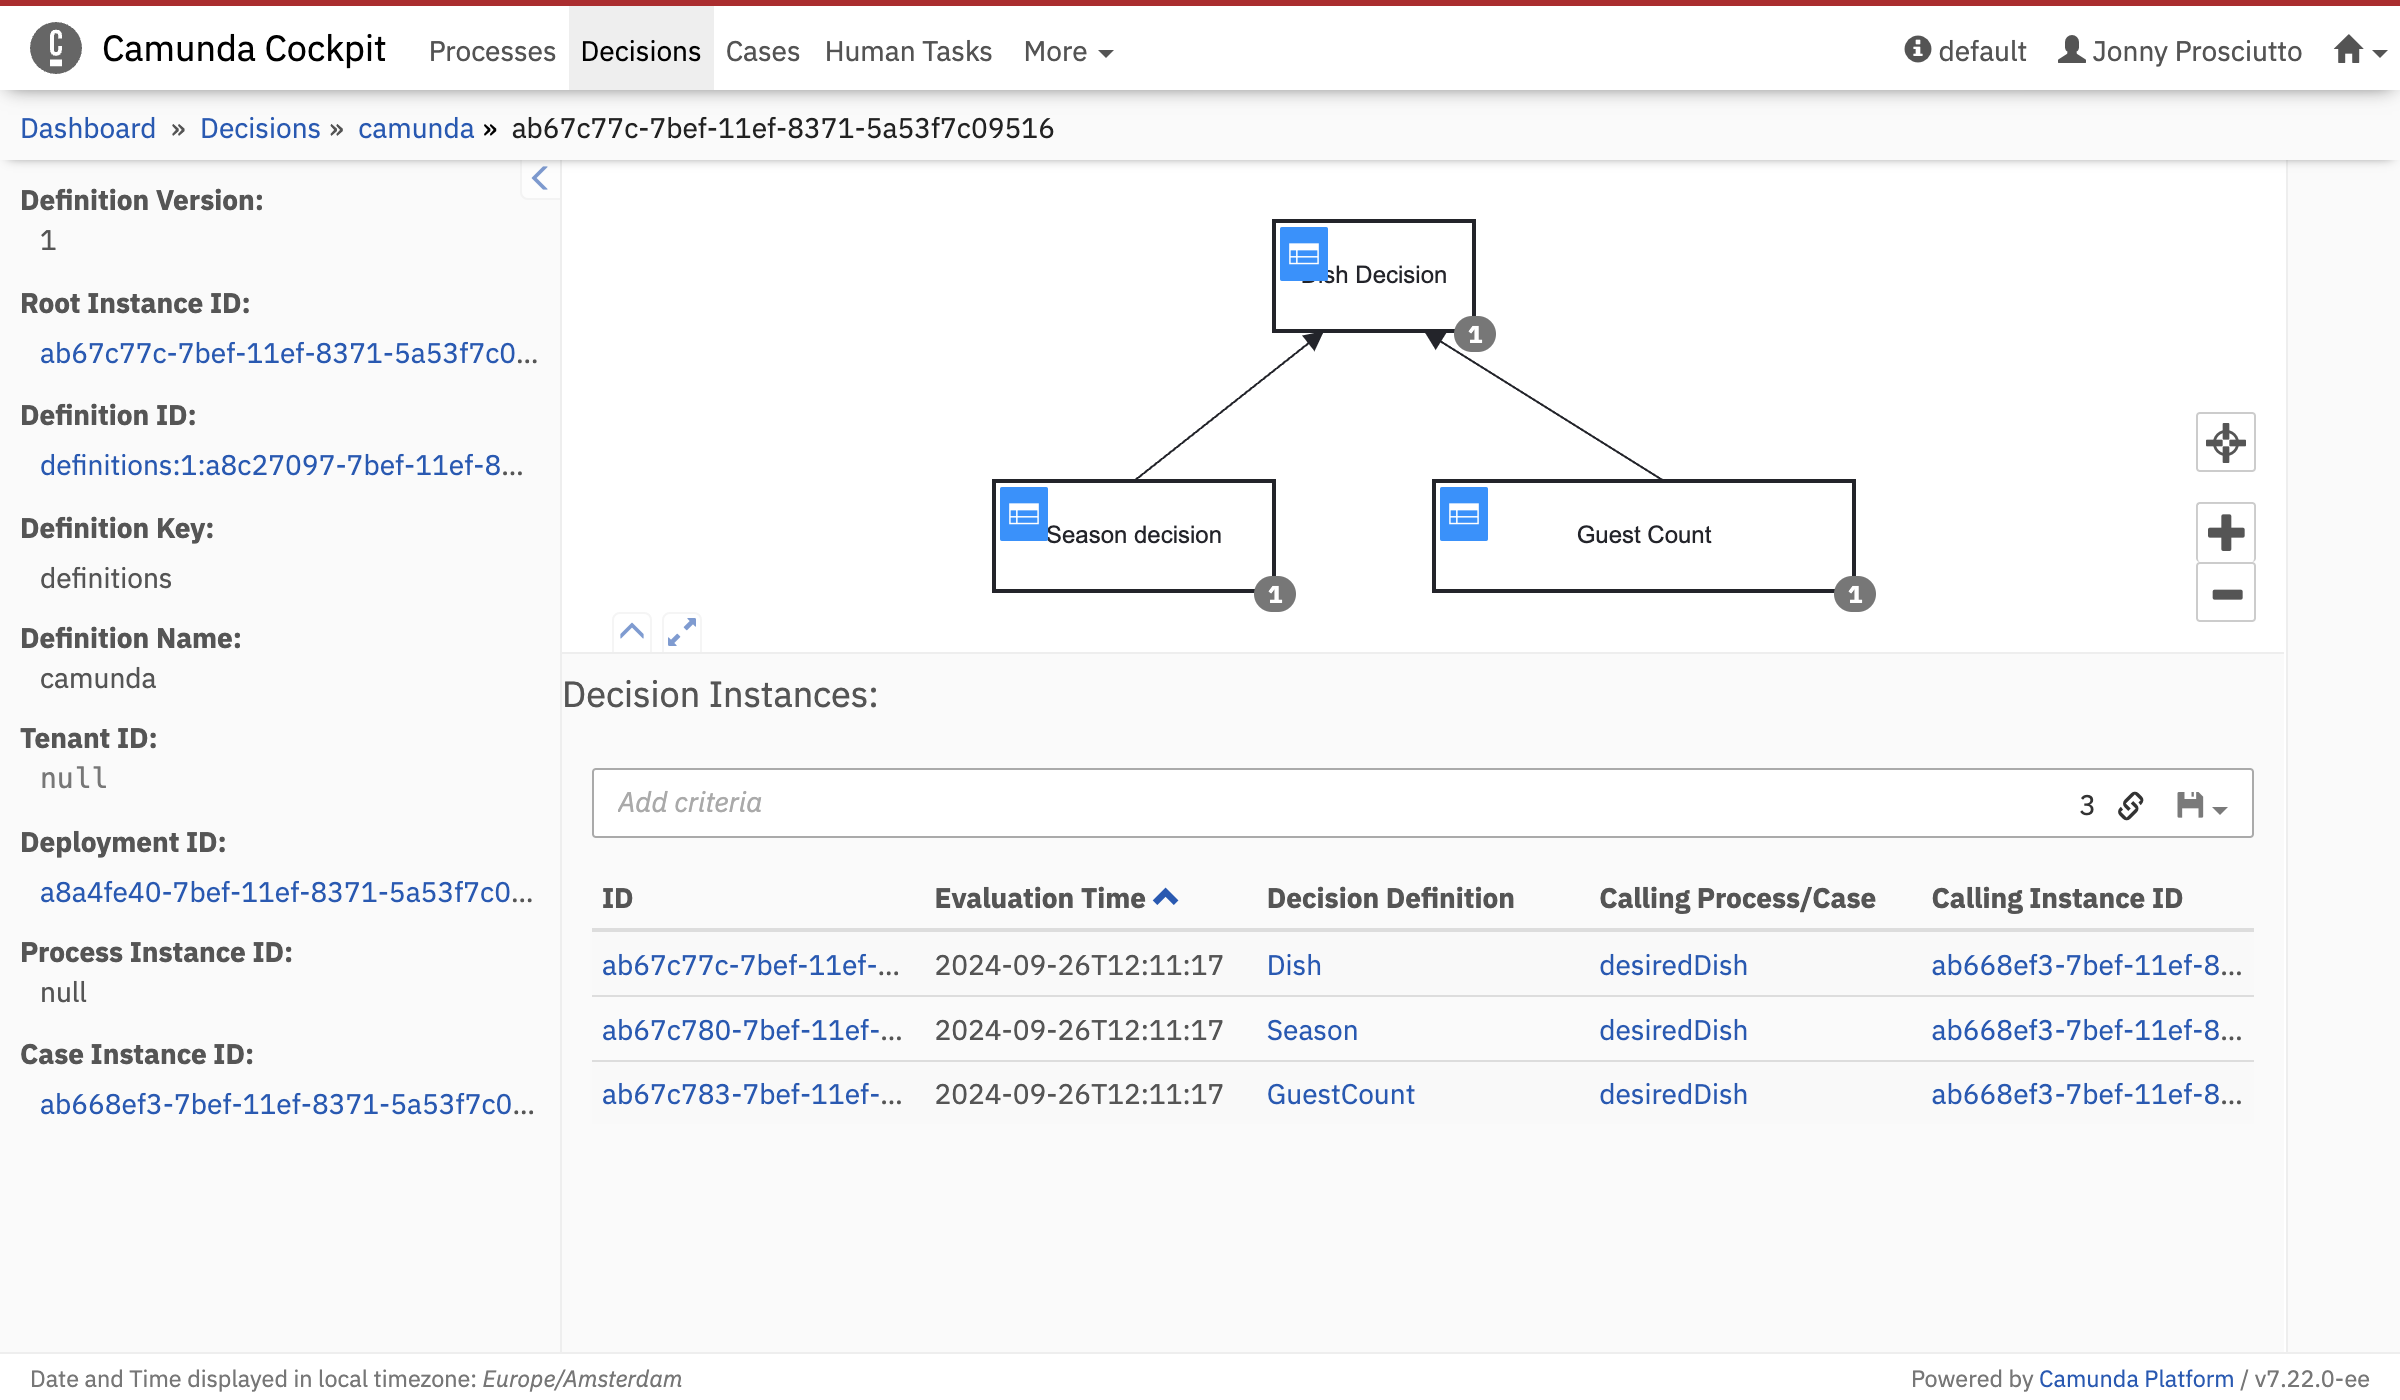 Camunda Cockpit Processes Decisions Cases Human Tasks More default Jonny Prosciutto
Dashboard » Decisions » camunda » ab67c77c-7bef-11ef-8371-5a53f7c09516
Definition Version:
1
Root Instance ID:
ab67c77c-7bef-11ef-8371-5a53f7c0...
Definition ID:
definitions:1:a8c27097-7bef-11ef-8...
Definition Key:
definitions
Definition Name:
camunda
Tenant ID:
null
Deployment ID:
a8a4fe40-7bef-11ef-8371-5a53f7c0...
Process Instance ID:
null
Case Instance ID:
ab668ef3-7bef-11ef-8371-5a53f7c0...
Dish Decision
1
Season decision
1
Guest Count
1
Decision Instances:
Add criteria 3
ID Evaluation Time Decision Definition Calling Process/Case Calling Instance ID
ab67c77c-7bef-11ef-... 2024-09-26T12:11:17 Dish desiredDish ab668ef3-7bef-11ef-8...
ab67c780-7bef-11ef-... 2024-09-26T12:11:17 Season desiredDish ab668ef3-7bef-11ef-8...
ab67c783-7bef-11ef-... 2024-09-26T12:11:17 GuestCount desiredDish ab668ef3-7bef-11ef-8...
Date and Time displayed in local timezone: Europe/Amsterdam
Powered by Camunda Platform / v7.22.0-ee